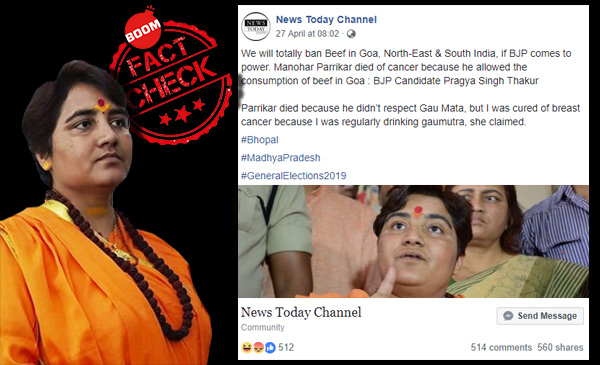 BOOM
FACT
CHECK
NEWS
TODAY
News Today Channel
27 April at 08:02 ·
We will totally ban Beef in Goa, North-East & South India, if BJP comes to
power. Manohar Parrikar died of cancer because he allowed the
consumption of beef in Goa : BJP Candidate Pragya Singh Thakur
Parrikar died because he didn't respect Gau Mata, but I was cured of breast
cancer because I was regularly drinking gaumutra, she claimed.
#Bhopal
#MadhyaPradesh
#GeneralElections2019
News Today Channel
Community
Send Message
512
514 comments 560 shares